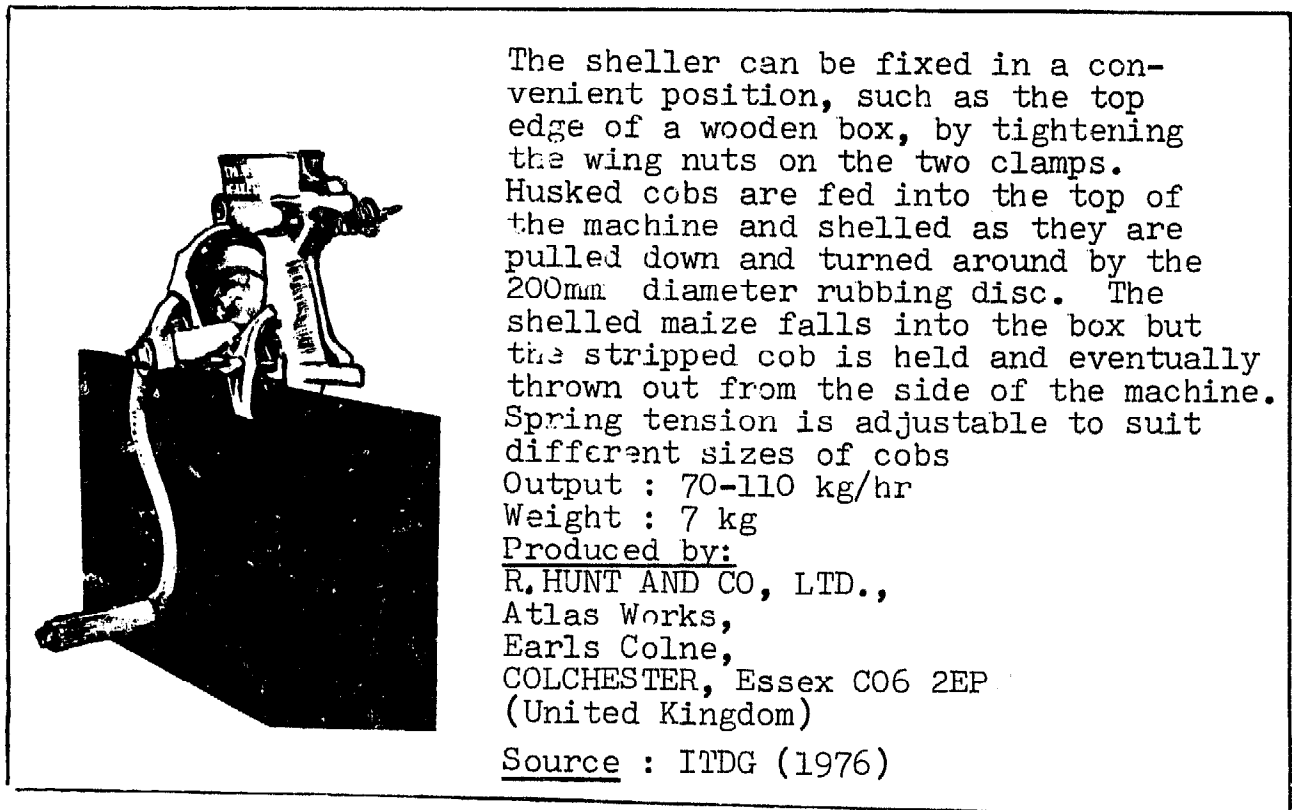 The sheller can be fixed in a con-
venient position, such as the top
edge of a wooden box, by tightening
the wing nuts on the two clamps.
Husked cobs are fed into the top of
the machine and shelled as they are
pulled down and turned around by the
200mm diameter rubbing disc. The
shelled maize falls into the box but
the stripped cob is held and eventually
thrown out from the side of the machine.
Spring tension is adjustable to suit
different sizes of cobs
Output : 70-110 kg/hr
Weight : 7 kg
Produced by:
R.HUNT AND CO, LTD.,
Atlas Works,
Earls Colne,
COLCHESTER, Essex CO6 2EP
(United Kingdom)
Source : ITDG (1976)